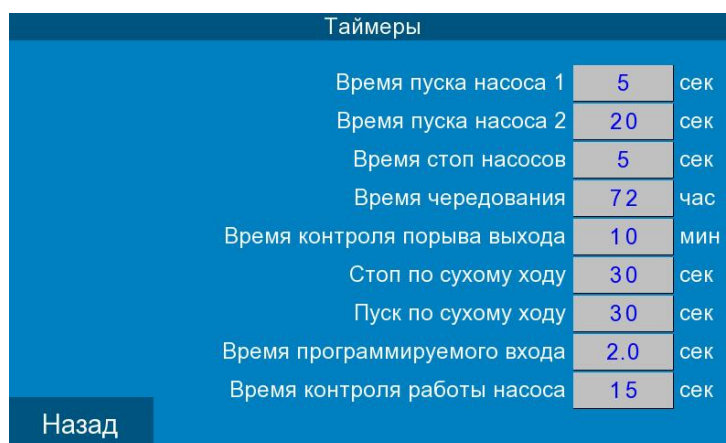 Таймеры
Время пуска насоса 1 5 сек
Время пуска насоса 2 20 сек
Время стоп насосов 5 сек
Время чередования 72 час
Время контроля порыва выхода 10 мин
Стоп по сухому ходу 30 сек
Пуск по сухому ходу 30 сек
Время программируемого входа 2.0 сек
Время контроля работы насоса 15 сек
Назад